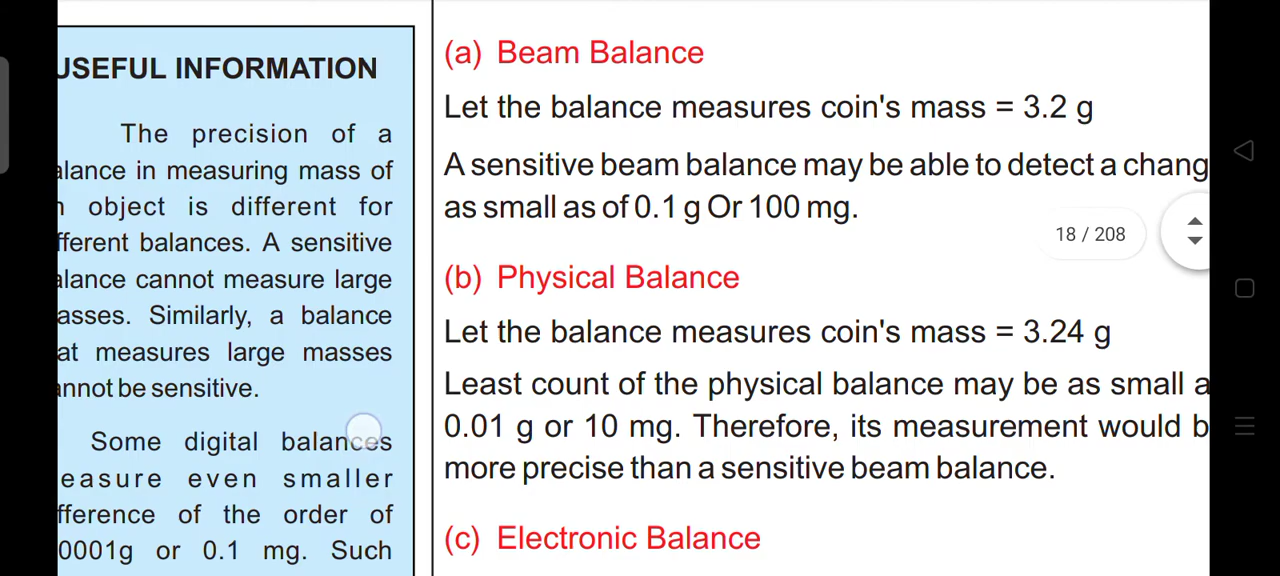 USEFUL INFORMATION
The precision of a
alance in measuring mass of
object is different for
fferent balances. A sensitive
alance cannot measure large
asses. Similarly, a balance
at measures large masses
annot be sensitive.
Some digital balances
easure even smaller
fference of the order of
0001g or 0.1 mg. Such
(a) Beam Balance
Let the balance measures coin's mass = 3.2 g
A sensitive beam balance may be able to detect a chang
as small as of 0.1 g Or 100 mg.
18 / 208
(b) Physical Balance
Let the balance measures coin's mass = 3.24 g
Least count of the physical balance may be as small a
0.01 g or 10 mg. Therefore, its measurement would b
more precise than a sensitive beam balance.
(c) Electronic Balance